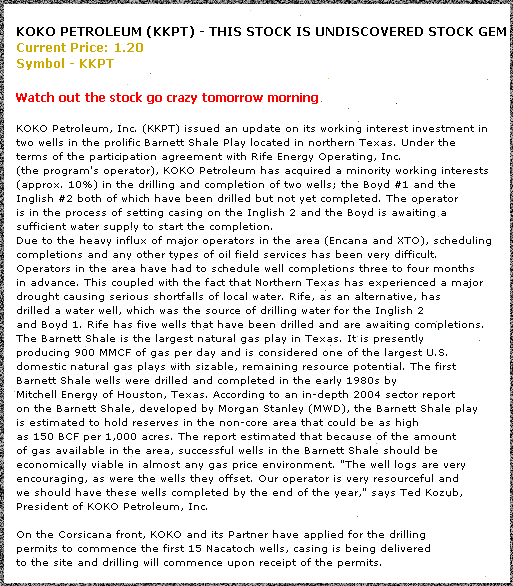 KOKO PETROLEUM (KKPT) - THIS STOCK IS UNDISCOVERED STOCK GEM
Current Price: 1.20
Symbol - KKPT
Watch out the stock go crazy tomorrow morning
KOKO Petroleum, Inc. (KKPT) issued an update on its working interest investment in
two wells in the prolific Barnett Shale Play located in northern Texas. Under the
terms of the participation agreement with Rife Energy Operating, Inc.
(the program's operator), KOKO Petroleum has acquired a minority working interests
(approx. 10%) in the drilling and completion of two wells; the Boyd #1 and the
Inglish #2 both of which have been drilled but not yet completed. The operator
is in the process of setting casing on the Inglish 2 and the Boyd is awaiting a
sufficient water supply to start the completion.
Due to the heavy influx of major operators in the area (Encana and XTO), scheduling
completions and any other types of oil field services has been very difficult.
Operators in the area have had to schedule well completions three to four months
in advance. This coupled with the fact that Northern Texas has experienced a major
drought causing serious shortfalls of local water. Rife, as an alternative, has
drilled a water well, which was the source of drilling water for the Inglish 2
and Boyd 1. Rife has five wells that have been drilled and are awaiting completions.
The Barnett Shale is the largest natural gas play in Texas. It is presently
producing 900 MMCF of gas per day and is considered one of the largest U.S.
domestic natural gas plays with sizable, remaining resource potential. The first
Barnett Shale wells were drilled and completed in the early 1980s by
Mitchell Energy of Houston, Texas. According to an in-depth 2004 sector report
on the Barnett Shale, developed by Morgan Stanley (MWD), the Barnett Shale play
is estimated to hold reserves in the non-core area that could be as high
as 150 BCF per 1,000 acres. The report estimated that because of the amount
of gas available in the area, successful wells in the Barnett Shale should be
economically viable in almost any gas price environment. "The well logs are very
encouraging, as were the wells they offset. Our operator is very resourceful and
we should have these wells completed by the end of the year," says Ted Kozub,
President of KOKO Petroleum, Inc.
On the Corsicana front, KOKO and its Partner have applied for the drilling
permits to commence the first 15 Nacatoch wells, casing is being delivered
to the site and drilling will commence upon receipt of the permits.